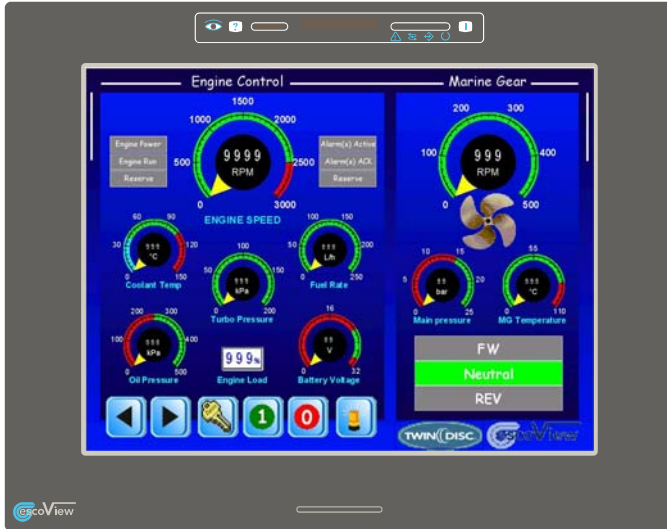 ?
Engine Control
Marine Gear
0
500
1000
1500
2000
2500
3000
9999
RPM
ENGINE SPEED
Engine Power
Engine Run
Reserve
Alarm(s) Active
Alarm(s) ACK
Reserve
0
100
200
300
400
500
999
RPM
0
30
60
90
120
150
°C
Coolant Temp
0
50
100
150
200
kPa
Turbo Pressure
0
50
100
150
200
250
L/h
Fuel Rate
0
5
10
15
20
25
bar
Main pressure
0
55
110
°C
MG Temperature
0
100
200
300
400
500
kPa
Oil Pressure
999%
Engine Load
0
16
32
V
Battery Voltage
FW
Neutral
REV
1
0
TWIN DISC
escoView
escoView